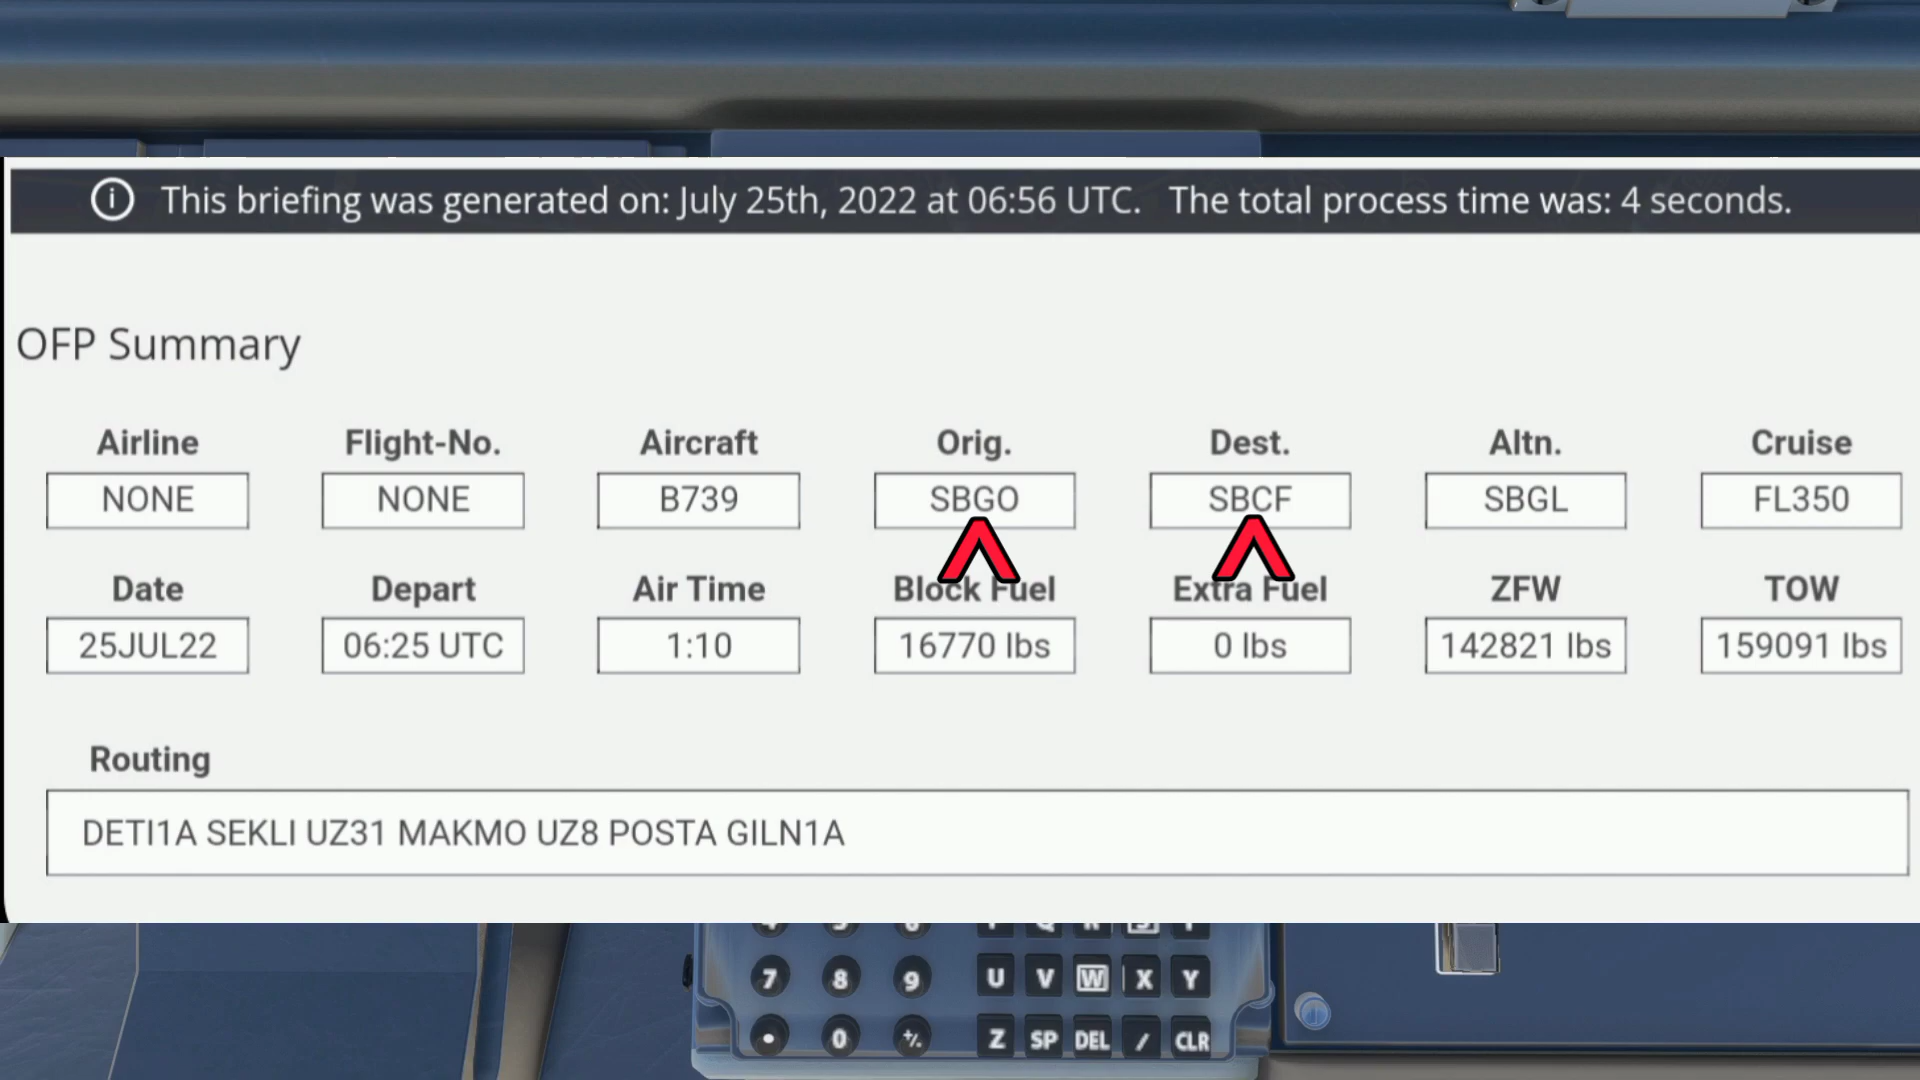 This briefing was generated on: July 25th, 2022 at 06:56 UTC. The total process time was: 4 seconds.
OFP Summary
Airline Flight-No. Aircraft Orig. Dest. Altn. Cruise
NONE NONE B739 SBGO SBCF SBGL FL350
Date Depart Air Time Block Fuel Extra Fuel ZFW TOW
25JUL22 06:25 UTC 1:10 16770 lbs 0 lbs 142821 lbs 159091 lbs
Routing
DETI1A SEKLI UZ31 MAKMO UZ8 POSTA GILN1A
7 8 9 U V W X Y
. 0 +/- Z SP DEL / CLR